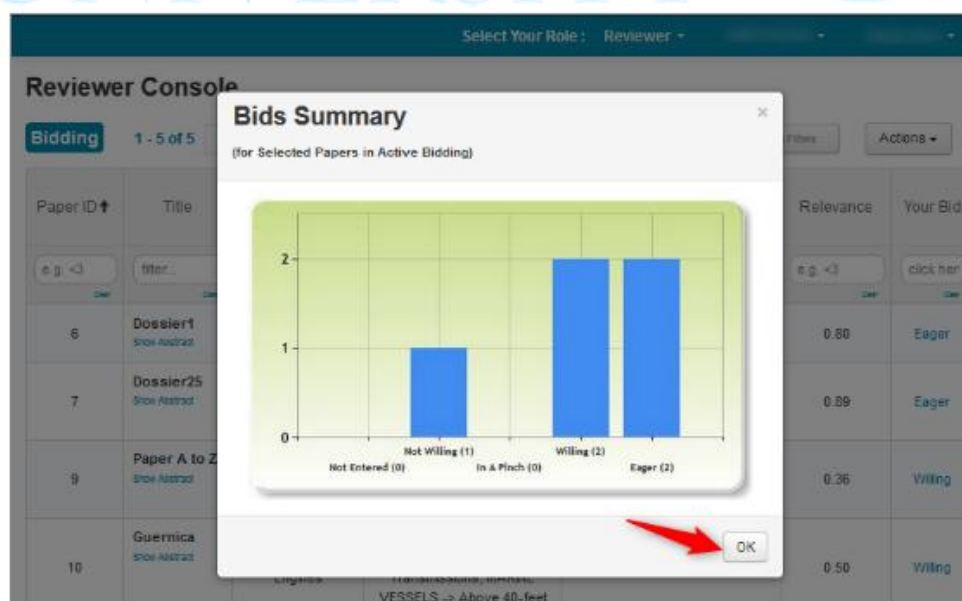 Select Your Role : Reviewer
Reviewer Console
Bids Summary
×
(for Selected Papers in Active Bidding)
Bidding
1 - 5 of 5
Actions
Paper ID
Title
Relevance
Your Bid
e.g. <3
filter...
e.g. <3
click her
2
1
0
Not Willing (1)
Willing (2)
Not Entered (0)
In A Pinch (0)
Eager (2)
6
Dossier1
Show Abstract
0.80
Eager
7
Dossier25
Show Abstract
0.89
Eager
9
Paper A to Z
Show Abstract
0.36
Willing
10
Guernica
Show Abstract
0.50
Willing
OK
VESSELS -> Above 40-feet